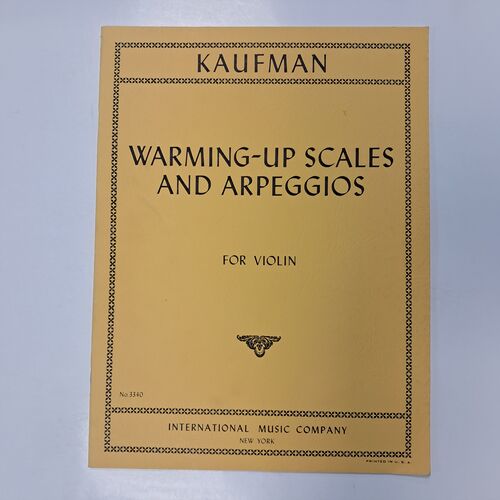 KAUFMAN
WARMING-UP SCALES
AND ARPEGGIOS
FOR VIOLIN
No. 3340
INTERNATIONAL MUSIC COMPANY
NEW YORK
PRINTED IN U. S. A.